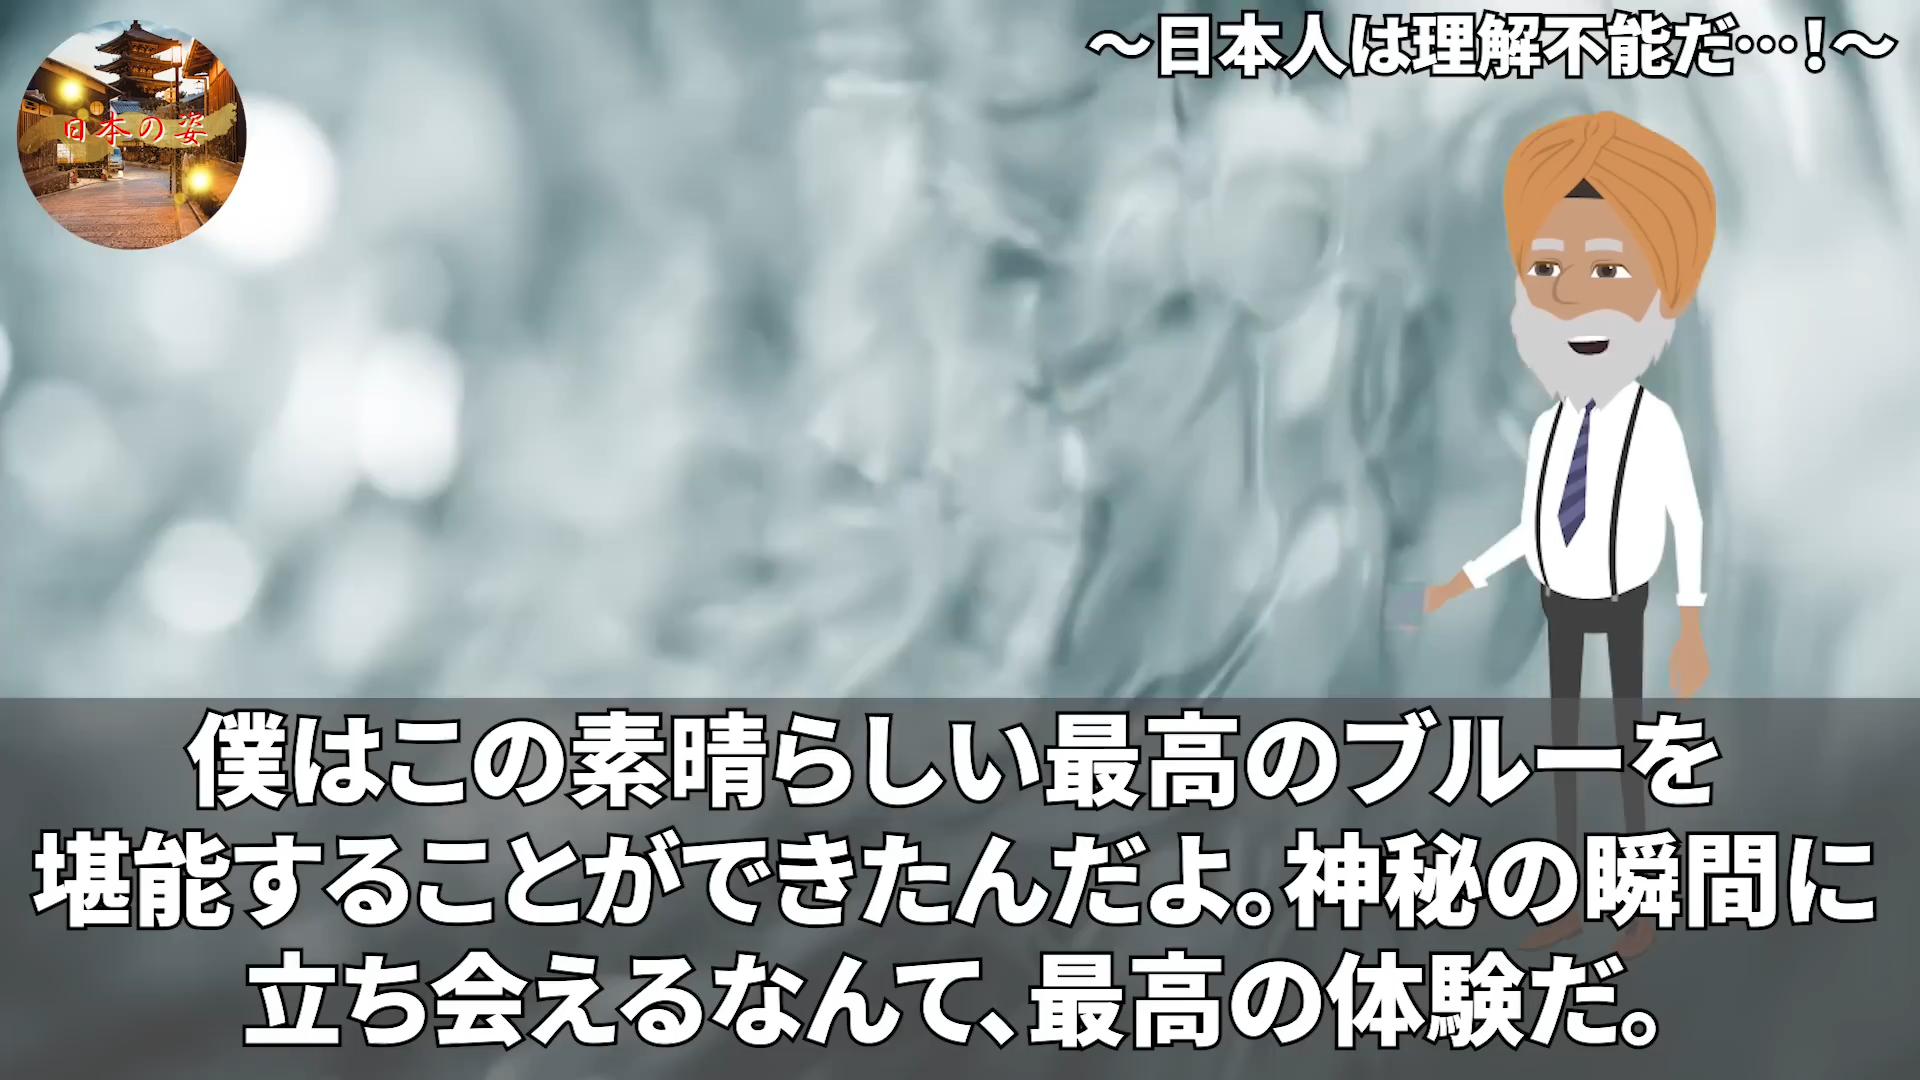 ～日本人は理解不能だ…！～
日本の姿
僕はこの素晴らしい最高のブルーを
堪能することができたんだよ。神秘の瞬間に
立ち会えるなんて、最高の体験だ。